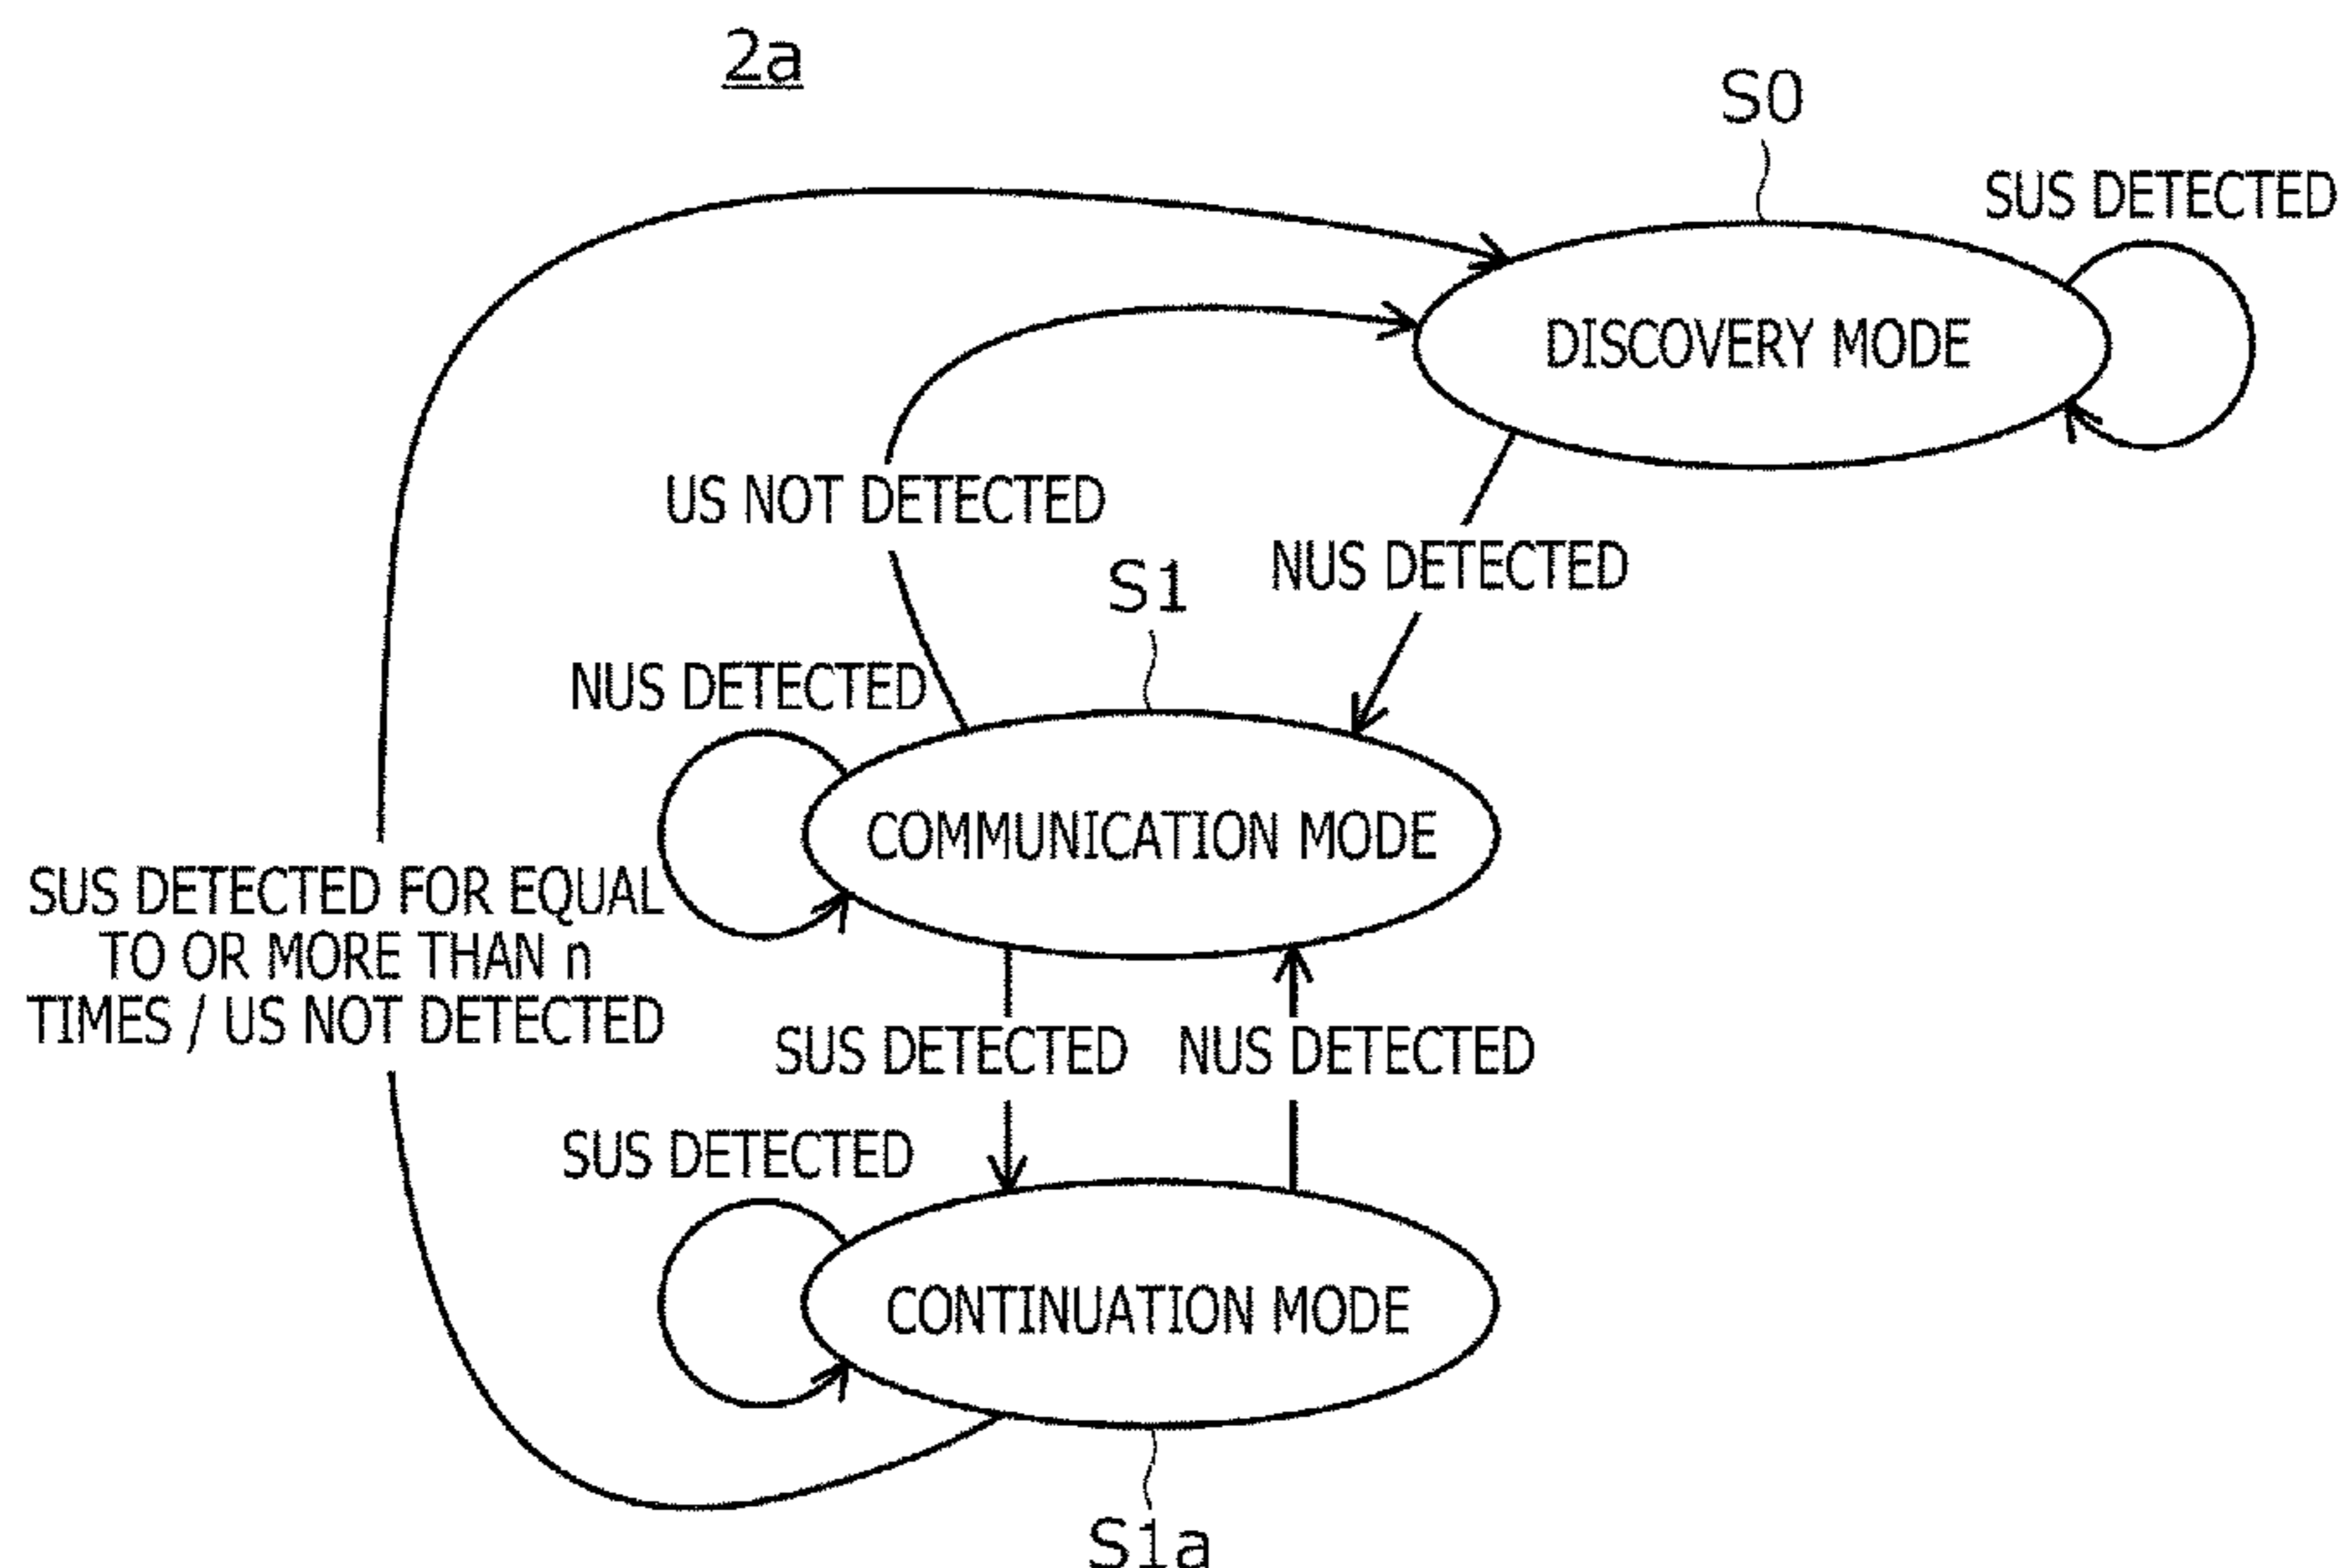 2a
S0
SUS DETECTED
DISCOVERY MODE
US NOT DETECTED
NUS DETECTED
S1
NUS DETECTED
COMMUNICATION MODE
SUS DETECTED FOR EQUAL
TO OR MORE THAN n
TIMES / US NOT DETECTED
SUS DETECTED
NUS DETECTED
SUS DETECTED
CONTINUATION MODE
S1a